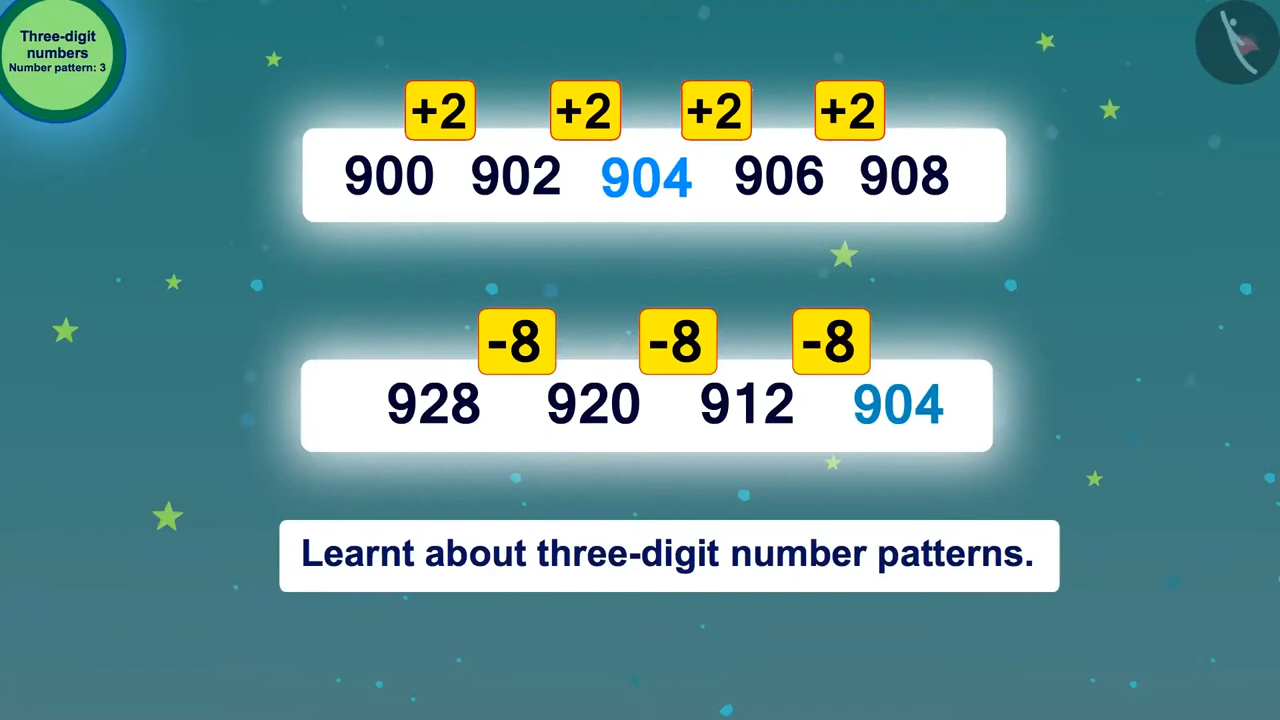 Three-digit
numbers
Number pattern: 3
+2 +2 +2 +2
900 902 904 906 908
-8 -8 -8
928 920 912 904
Learnt about three-digit number patterns.